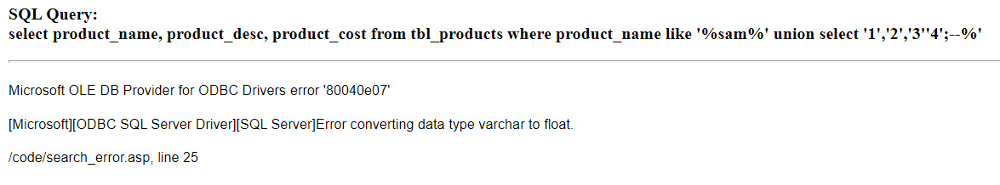 SQL Query:
select product_name, product_desc, product_cost from tbl_products where product_name like '%sam%' union select '1','2','3''4';--%'
Microsoft OLE DB Provider for ODBC Drivers error '80040e07'
[Microsoft][ODBC SQL Server Driver][SQL Server]Error converting data type varchar to float.
/code/search_error.asp, line 25